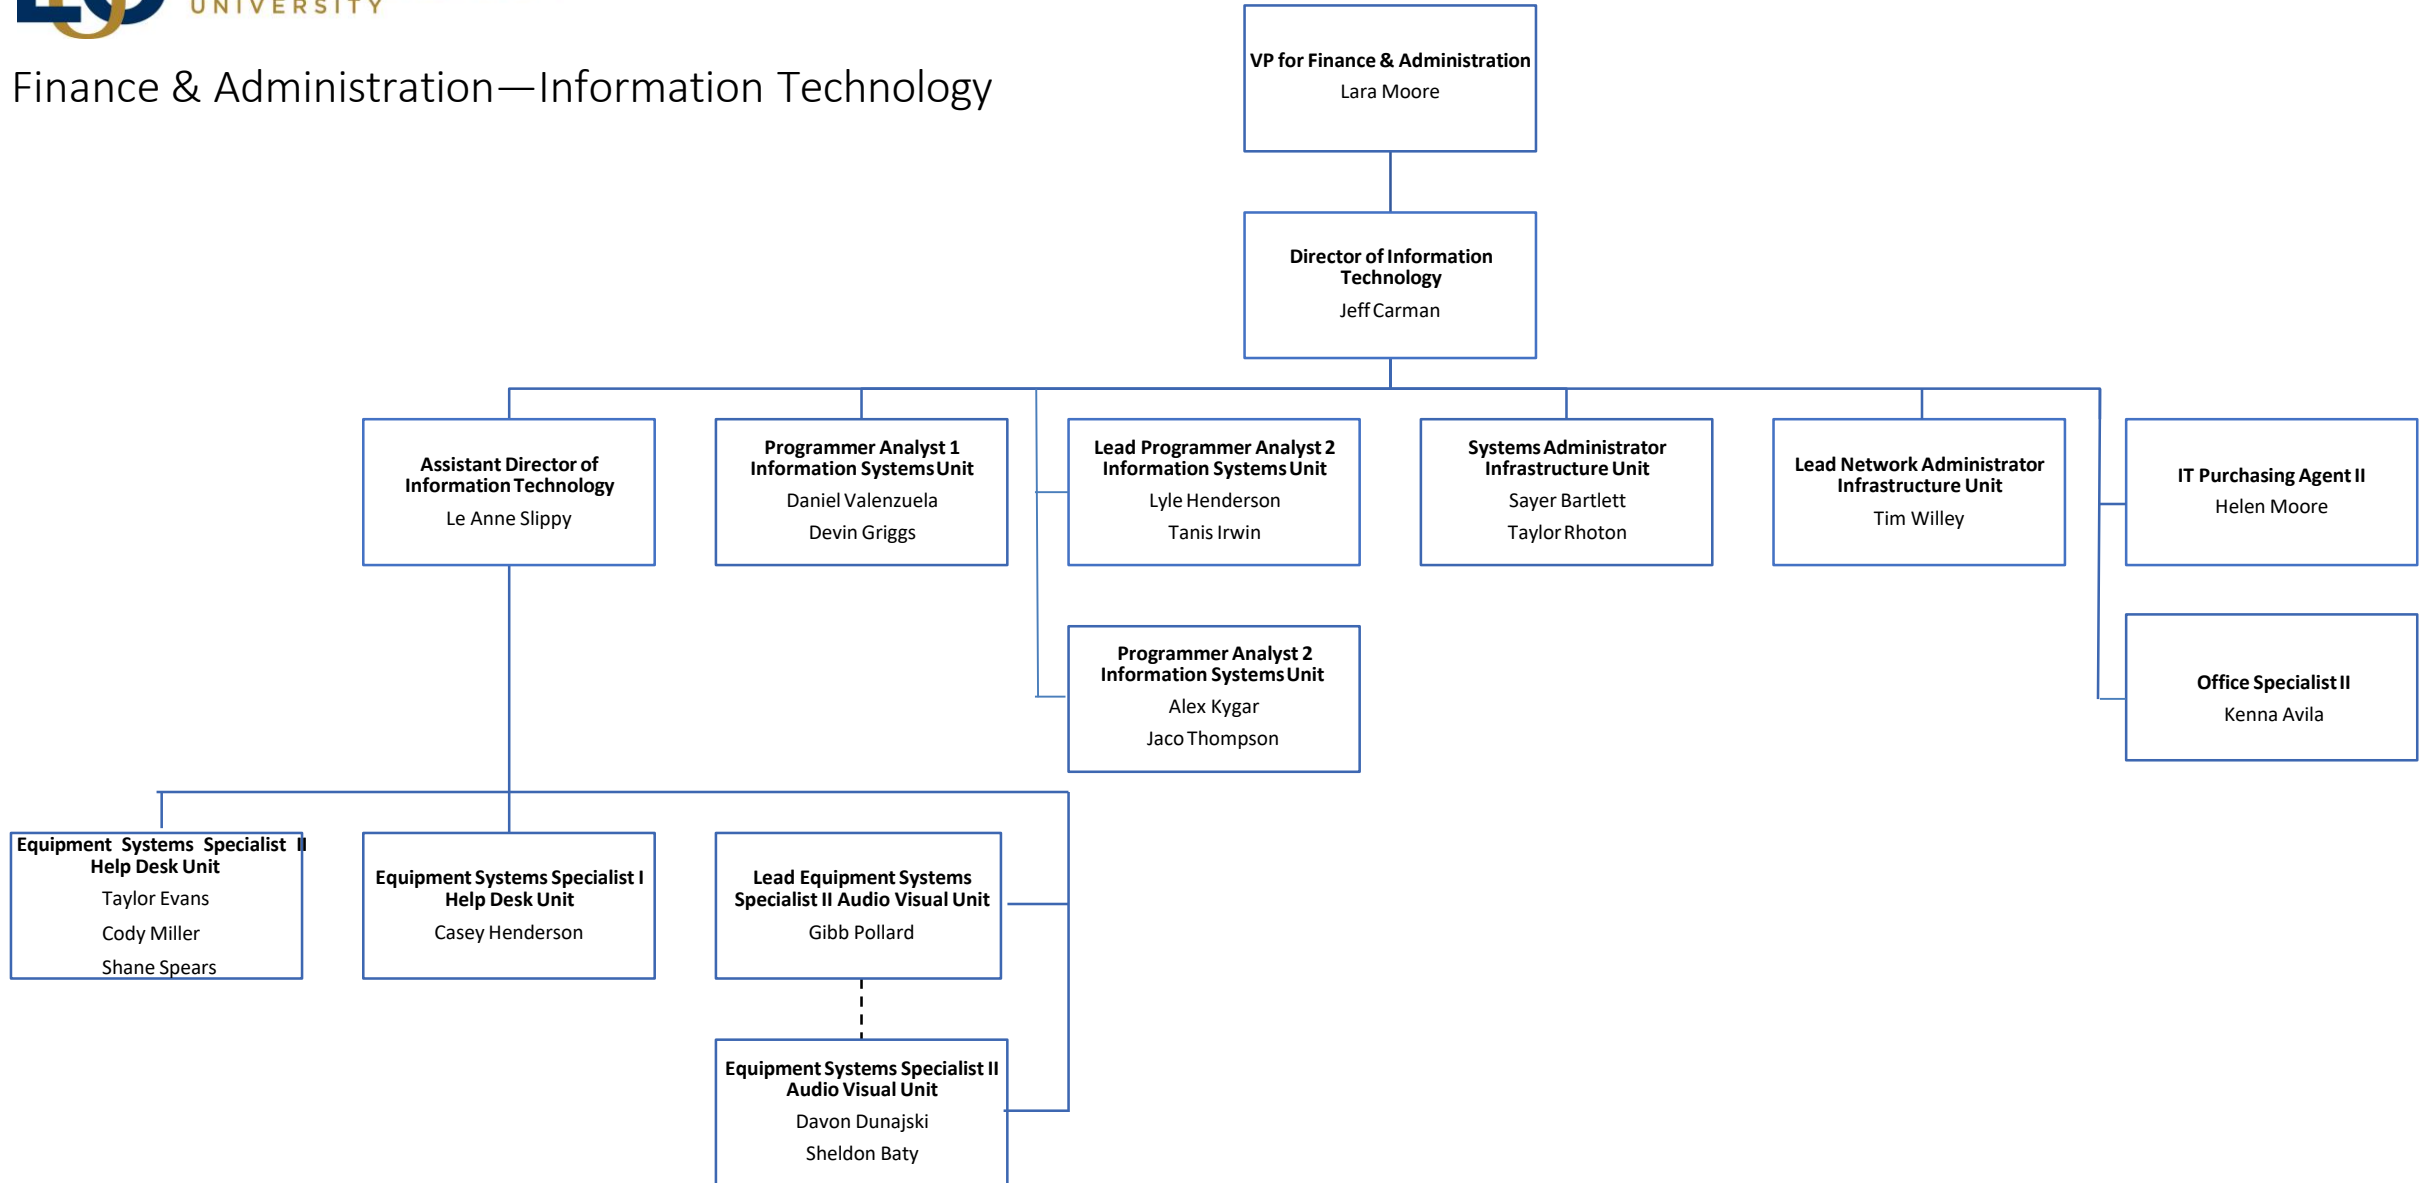 UNIVERSITY
Finance & Administration—Information Technology
VP for Finance & Administration
Lara Moore
Director of Information
Technology
Jeff Carman
Assistant Director of
Information Technology
Le Anne Slippy
Programmer Analyst 1
Information Systems Unit
Daniel Valenzuela
Devin Griggs
Lead Programmer Analyst 2
Information Systems Unit
Lyle Henderson
Tanis Irwin
Systems Administrator
Infrastructure Unit
Sayer Bartlett
Taylor Rhoton
Lead Network Administrator
Infrastructure Unit
Tim Willey
IT Purchasing Agent II
Helen Moore
Programmer Analyst 2
Information Systems Unit
Alex Kygar
Jaco Thompson
Office Specialist II
Kenna Avila
Equipment Systems Specialist II
Help Desk Unit
Taylor Evans
Cody Miller
Shane Spears
Equipment Systems Specialist I
Help Desk Unit
Casey Henderson
Lead Equipment Systems
Specialist II Audio Visual Unit
Gibb Pollard
Equipment Systems Specialist II
Audio Visual Unit
Davon Dunajski
Sheldon Baty